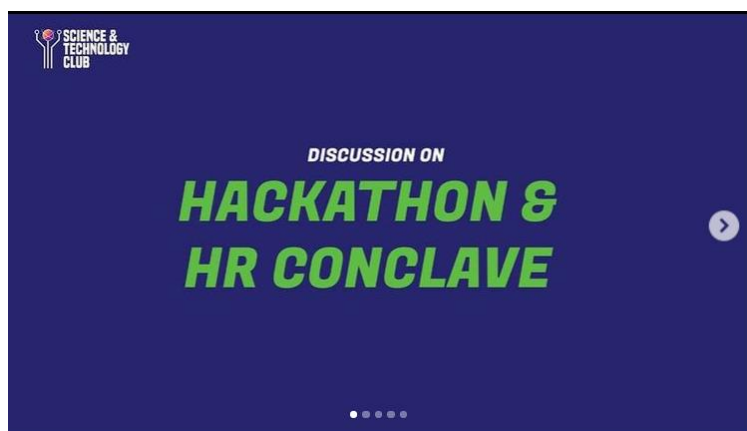 SCIENCE &
TECHNOLOGY
CLUB
DISCUSSION ON
HACKATHON &
HR CONCLAVE